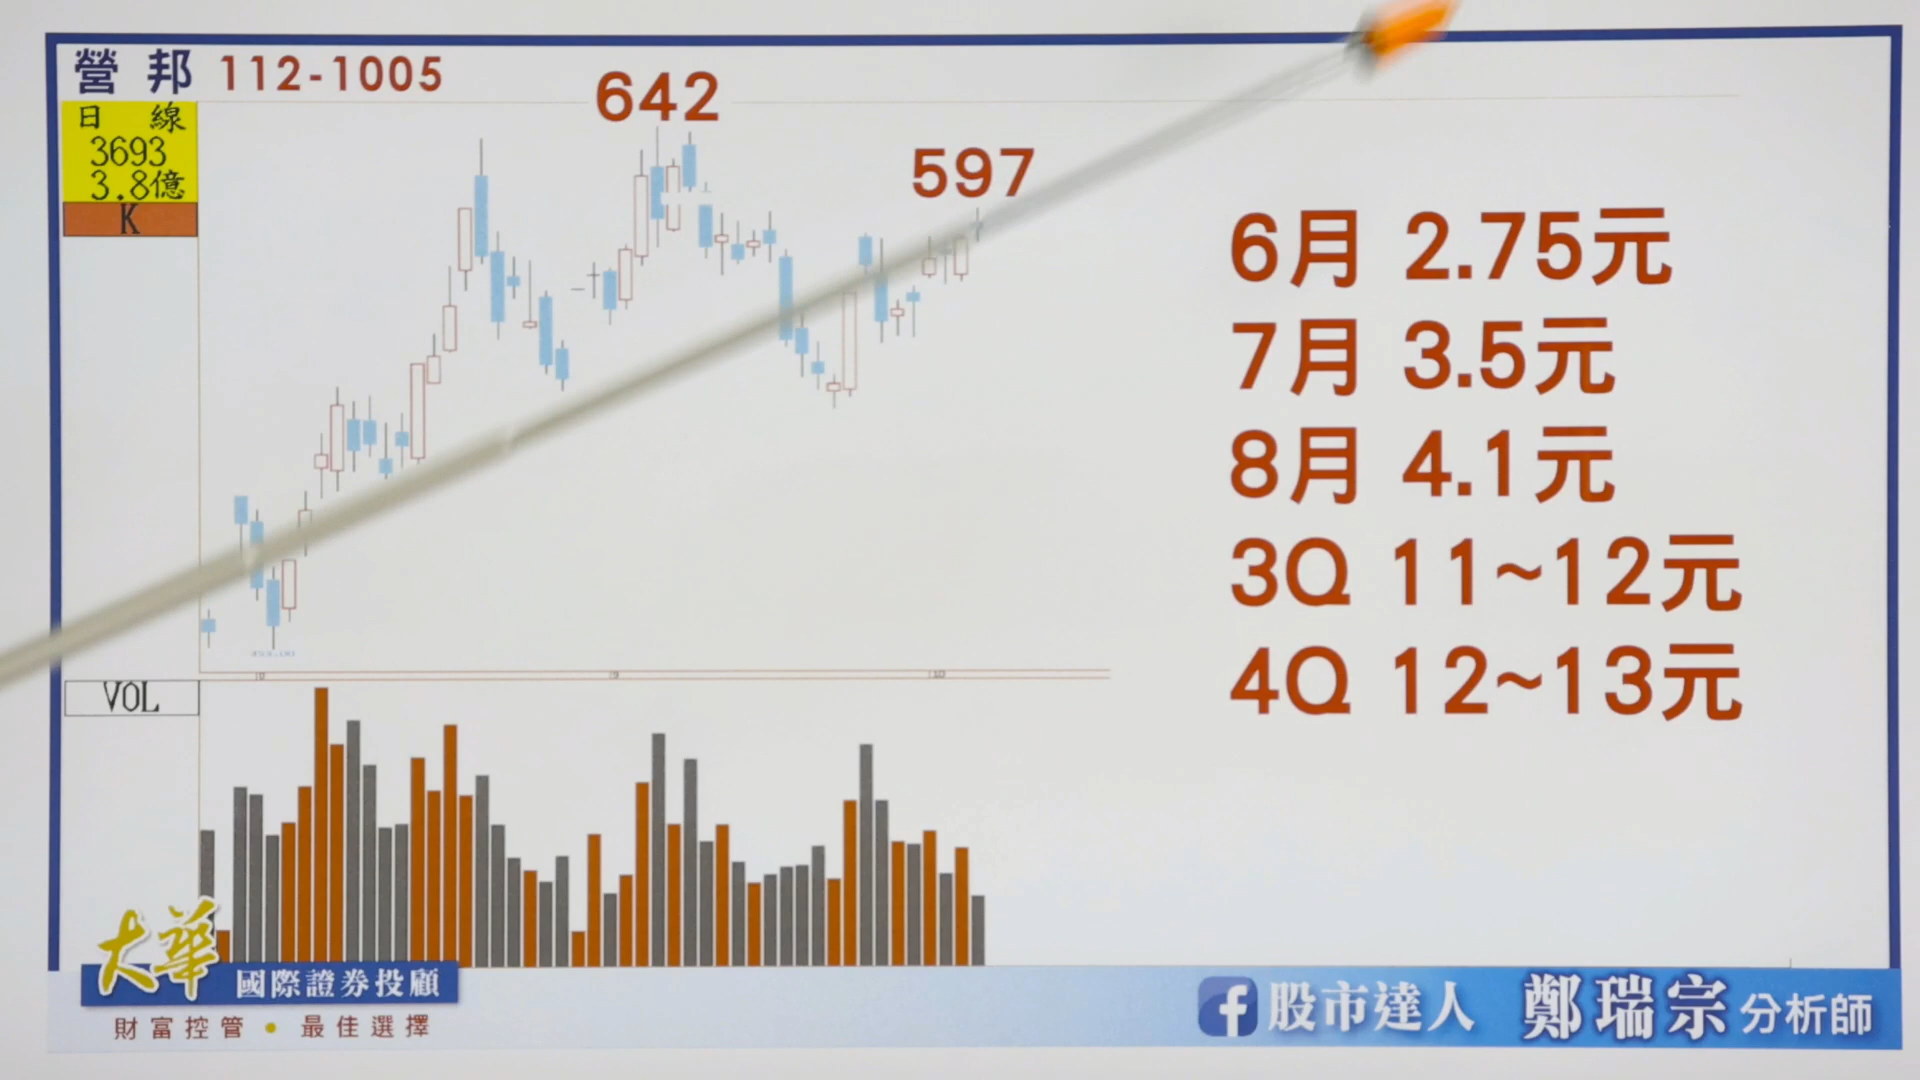 營邦 112-1005
日 線
3693
3.8億
K
642
597
6月 2.75元
7月 3.5元
8月 4.1元
3Q 11~12元
4Q 12~13元
9
10
VOL
大華
國際證券投顧
財富控管 • 最佳選擇
股市達人 鄭瑞宗 分析師